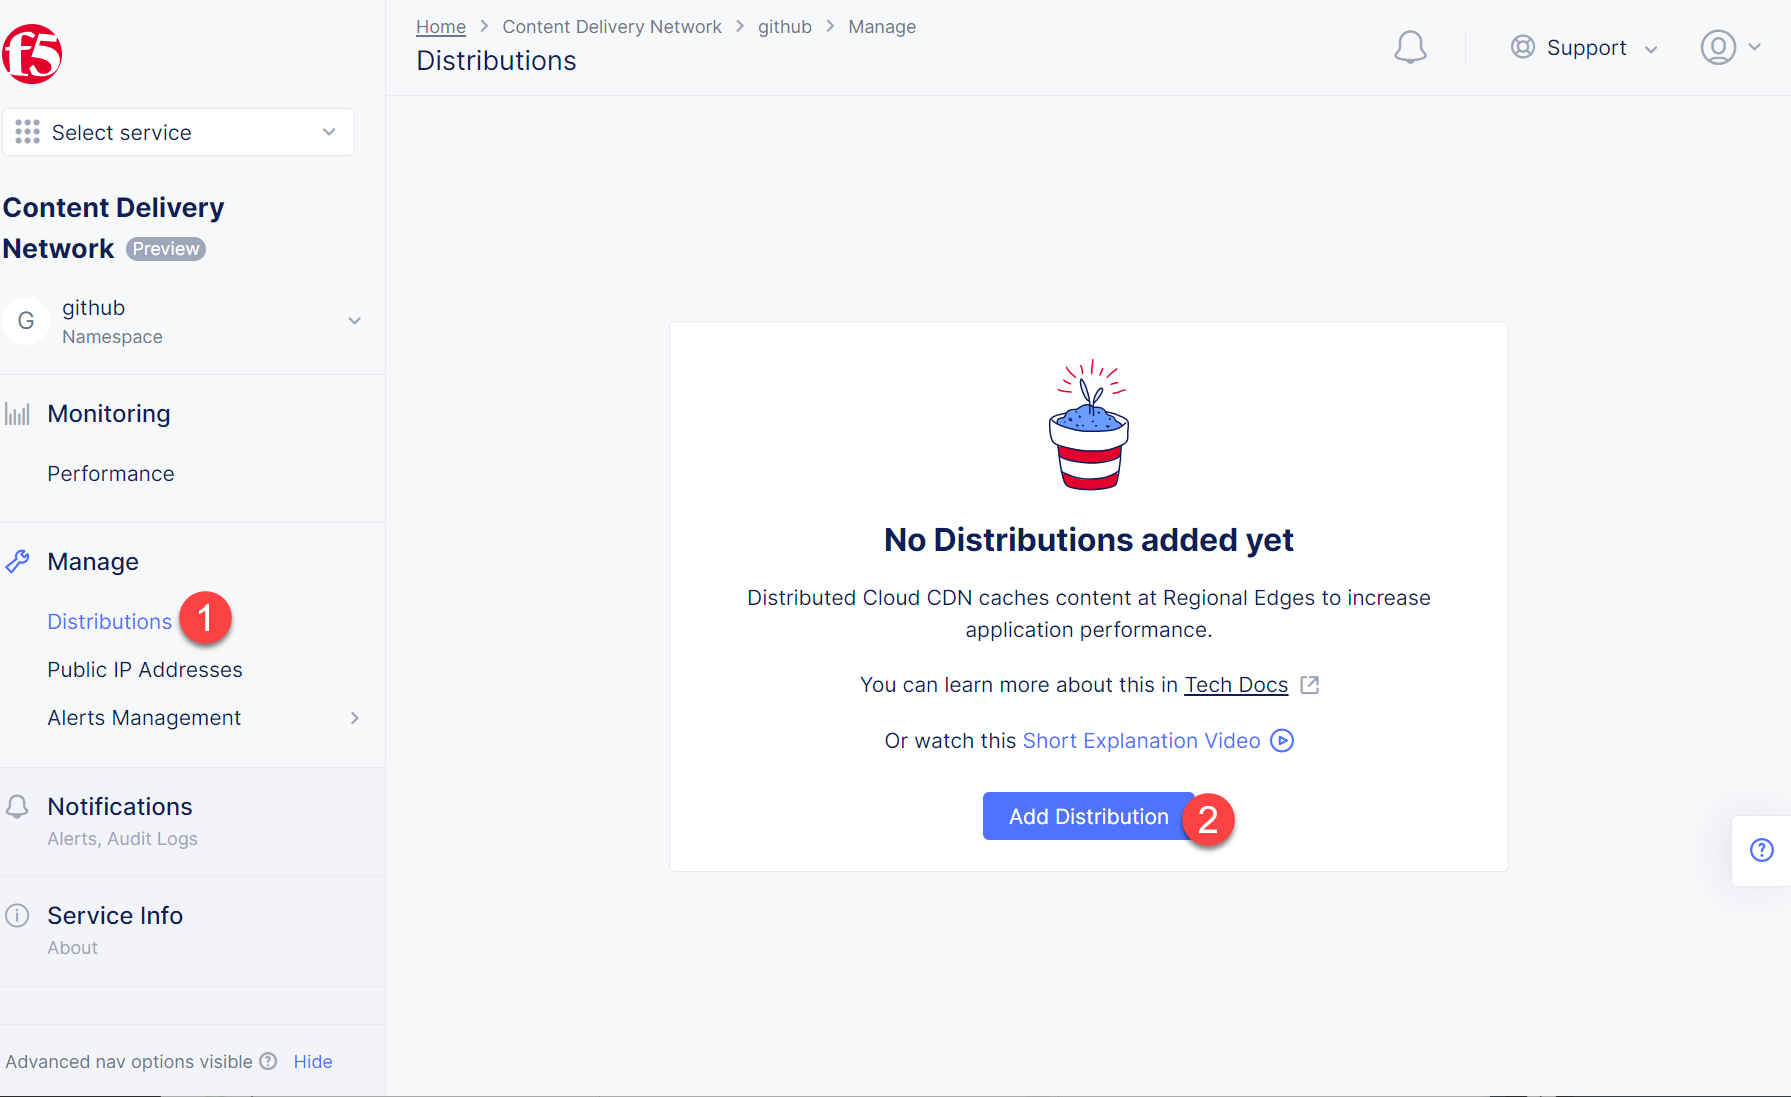 f5
Select service
Content Delivery
Network Preview
G
github
Namespace
Monitoring
Performance
Manage
Distributions 1
Public IP Addresses
Alerts Management
Notifications
Alerts, Audit Logs
Service Info
About
Advanced nav options visible ? Hide
Home > Content Delivery Network > github > Manage
Distributions
Support
No Distributions added yet
Distributed Cloud CDN caches content at Regional Edges to increase
application performance.
You can learn more about this in Tech Docs
Or watch this Short Explanation Video
Add Distribution 2
?